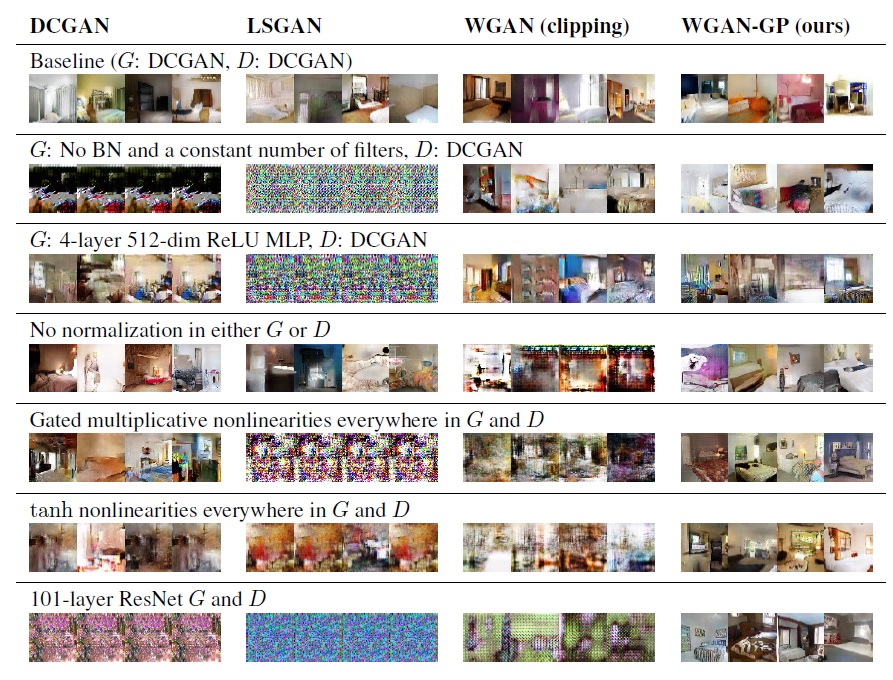 DCGAN LSGAN WGAN (clipping) WGAN-GP (ours)
Baseline (G: DCGAN, D: DCGAN)
G: No BN and a constant number of filters, D: DCGAN
G: 4-layer 512-dim ReLU MLP, D: DCGAN
No normalization in either G or D
Gated multiplicative nonlinearities everywhere in G and D
tanh nonlinearities everywhere in G and D
101-layer ResNet G and D